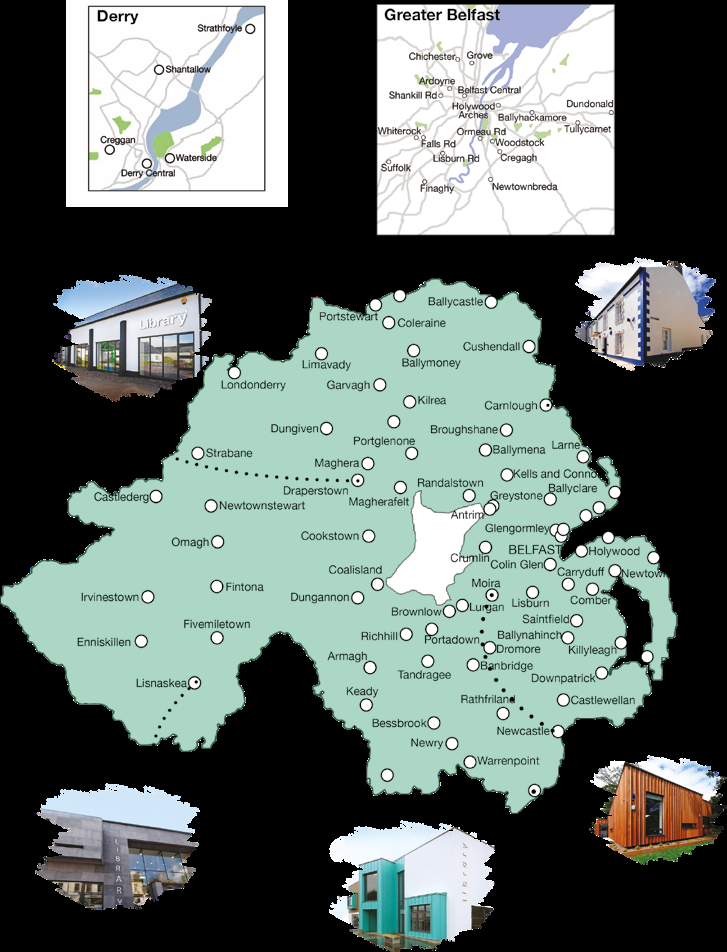 Derry
Strathfoyle
Shantallow
Creggan
Waterside
Derry Central
Greater Belfast
Chichester
Grove
Ardoyne
Belfast Central
Shankill Rd
Holywood
Arches
Dundonald
Ballyhackamore
Tullycarnet
Whiterock
Ormeau Rd
Falls Rd
Woodstock
Lisburn Rd
Cregagh
Suffolk
Finaghy
Newtownbreda
Library
Portstewart
Ballycastle
Coleraine
Cushendall
Limavady
Ballymoney
Londonderry
Garvagh
Kilrea
Carnlough
Dungiven
Broughshane
Portglenone
Larne
Strabane
Ballymena
Maghera
Kells and Conno
Draperstown
Randalstown
Ballyclare
Castlederg
Magherafelt
Greystone
Newtownstewart
Antrim
Glengormley
Cookstown
Omagh
Crumlin
BELFAST
Holywood
Colin Glen
Coalisland
Carryduff
Newtow
Moira
Fintona
Irvinestown
Dungannon
Lisburn
Comber
Brownlow
Lurgan
Saintfield
Fivemiletown
Richhill
Portadown
Ballynahinch
Enniskillen
Dromore
Killyleagh
Armagh
Banbridge
Tandragee
Downpatrick
Lisnaskea
Keady
Rathfriland
Castlewellan
Bessbrook
Newcastle
Newry
Warrenpoint
LIBRARY
library